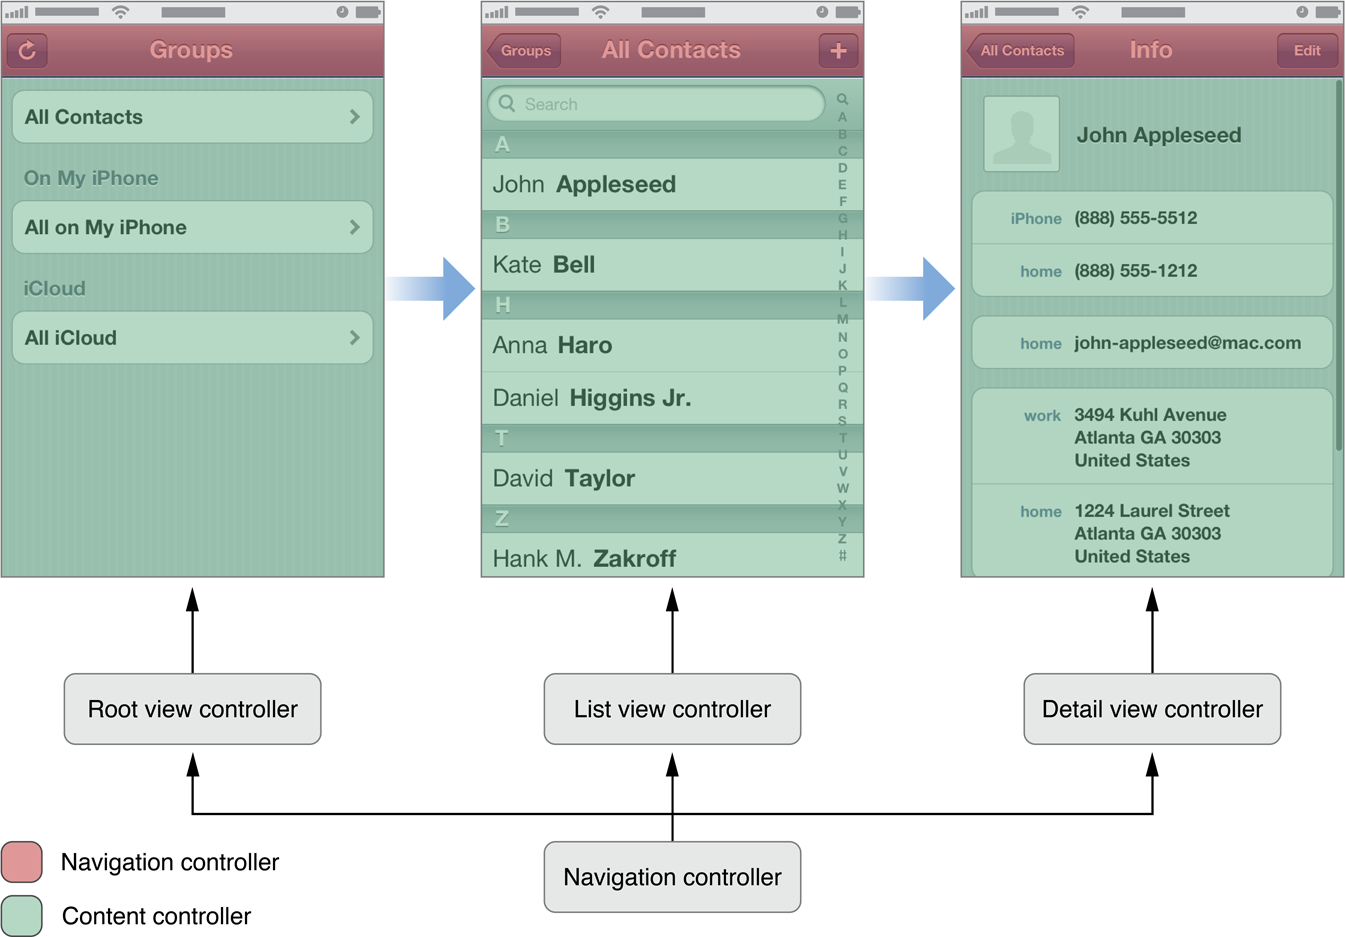 Groups
All Contacts
On My iPhone
All on My iPhone
iCloud
All iCloud
Groups
All Contacts
+
Search
A
John Appleseed
B
Kate Bell
H
Anna Haro
Daniel Higgins Jr.
T
David Taylor
Z
Hank M. Zakroff
A
B
C
D
E
F
G
H
I
J
K
L
M
N
O
P
Q
R
S
T
U
V
W
X
Y
Z
#
All Contacts
Info
Edit
John Appleseed
iPhone (888) 555-5512
home (888) 555-1212
home john-appleseed@mac.com
work 3494 Kuhl Avenue
Atlanta GA 30303
United States
home 1224 Laurel Street
Atlanta GA 30303
United States
Root view controller
List view controller
Detail view controller
Navigation controller
Navigation controller
Content controller